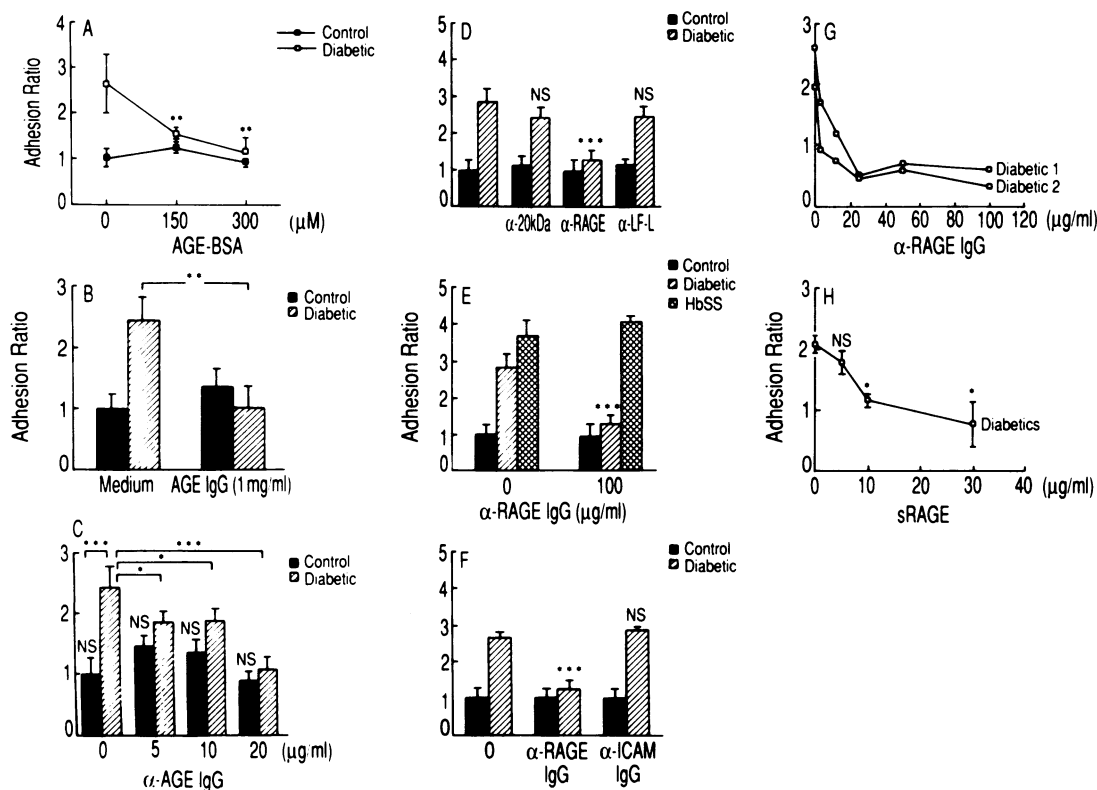 A
4
3
2
1
0
Adhesion Ratio
Control
Diabetic
**
**
0 150 300 (μM)
AGE-BSA
B
3
2
1
0
Adhesion Ratio
**
Control
Diabetic
Medium AGE IgG (1 mg/ml)
C
3
2
1
0
*** ***
*
*
Control
Diabetic
NS NS NS NS
0 5 10 20 (μg/ml)
α-AGE IgG
D
5
4
3
2
1
0
Control
Diabetic
NS *** NS
α-20kDa α-RAGE α-LF-L
E
5
4
3
2
1
0
Adhesion Ratio
Control
Diabetic
HbSS
***
0 100
α-RAGE IgG (μg/ml)
F
5
4
3
2
1
0
Control
Diabetic
*** NS
0 α-RAGE α-ICAM
IgG IgG
G
3
2
1
0
Diabetic 1
Diabetic 2
0 20 40 60 80 100 120 (μg/ml)
α-RAGE IgG
H
3
2
1
0
Adhesion Ratio
NS
* *
Diabetics
0 10 20 30 40 (μg/ml)
sRAGE